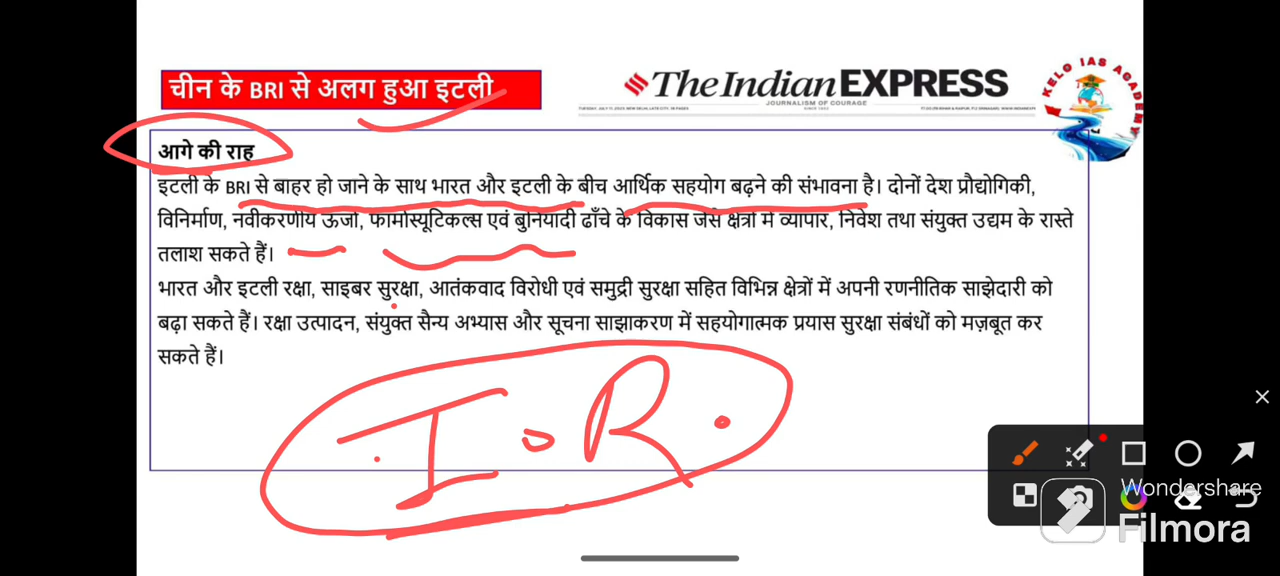 चीन के BRI से अलग हुआ इटली
The Indian EXPRESS
JOURNALISM OF COURAGE
KELO IAS ACADEMY
आगे की राह
इटली के BRI से बाहर हो जाने के साथ भारत और इटली के बीच आर्थिक सहयोग बढ़ने की संभावना है। दोनों देश प्रौद्योगिकी,
विनिर्माण, नवीकरणीय ऊर्जा, फार्मास्यूटिकल्स एवं बुनियादी ढाँचे के विकास जैसे क्षेत्रों में व्यापार, निवेश तथा संयुक्त उद्यम के रास्ते
तलाश सकते हैं।
भारत और इटली रक्षा, साइबर सुरक्षा, आतंकवाद विरोधी एवं समुद्री सुरक्षा सहित विभिन्न क्षेत्रों में अपनी रणनीतिक साझेदारी को
बढ़ा सकते हैं। रक्षा उत्पादन, संयुक्त सैन्य अभ्यास और सूचना साझाकरण में सहयोगात्मक प्रयास सुरक्षा संबंधों को मज़बूत कर
सकते हैं।
I.R.
Wondershare
Filmora